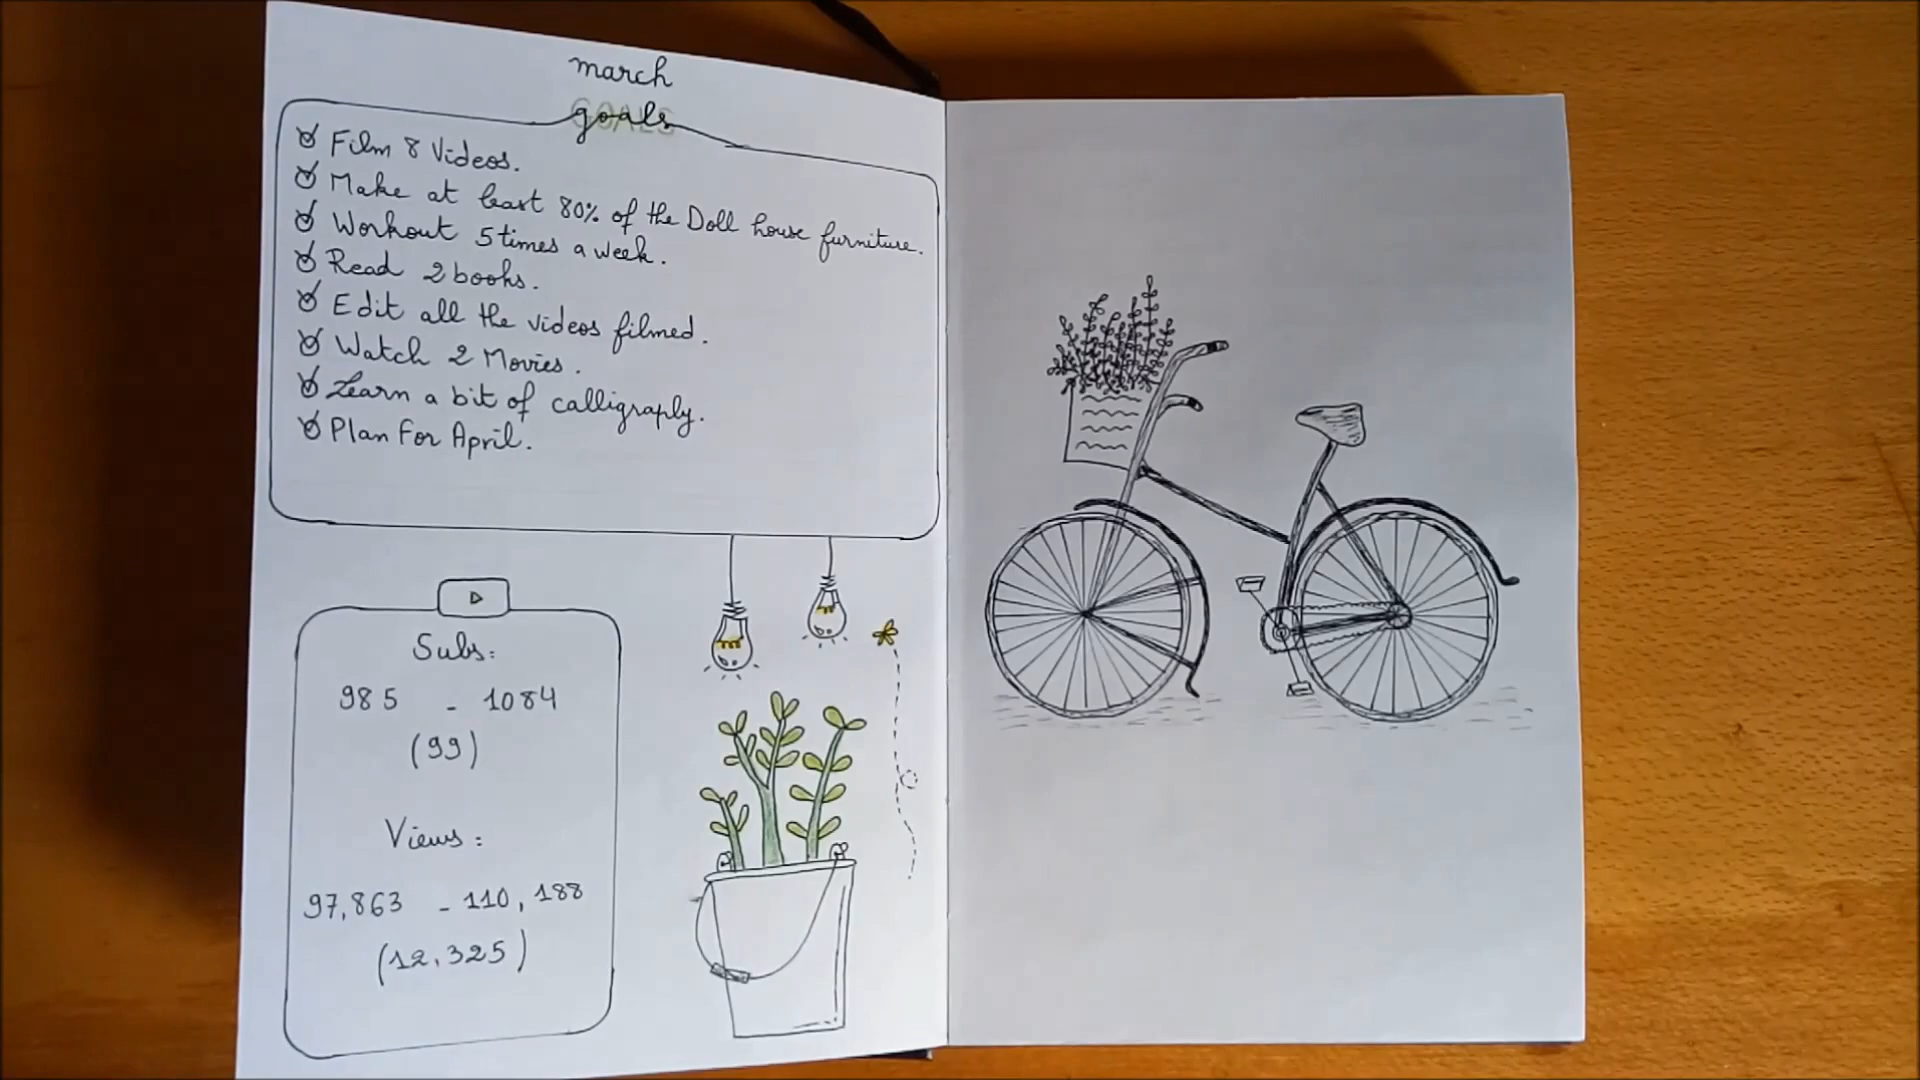 march
goals
Film 8 Videos.
Make at least 80% of the Doll house furniture.
Workout 5 times a week.
Read 2 books.
Edit all the videos filmed.
Watch 2 Movies.
Learn a bit of calligraply.
Plan For April.
Subs:
985 - 1084
(99)
Views:
97,863 - 110,188
(12,325)